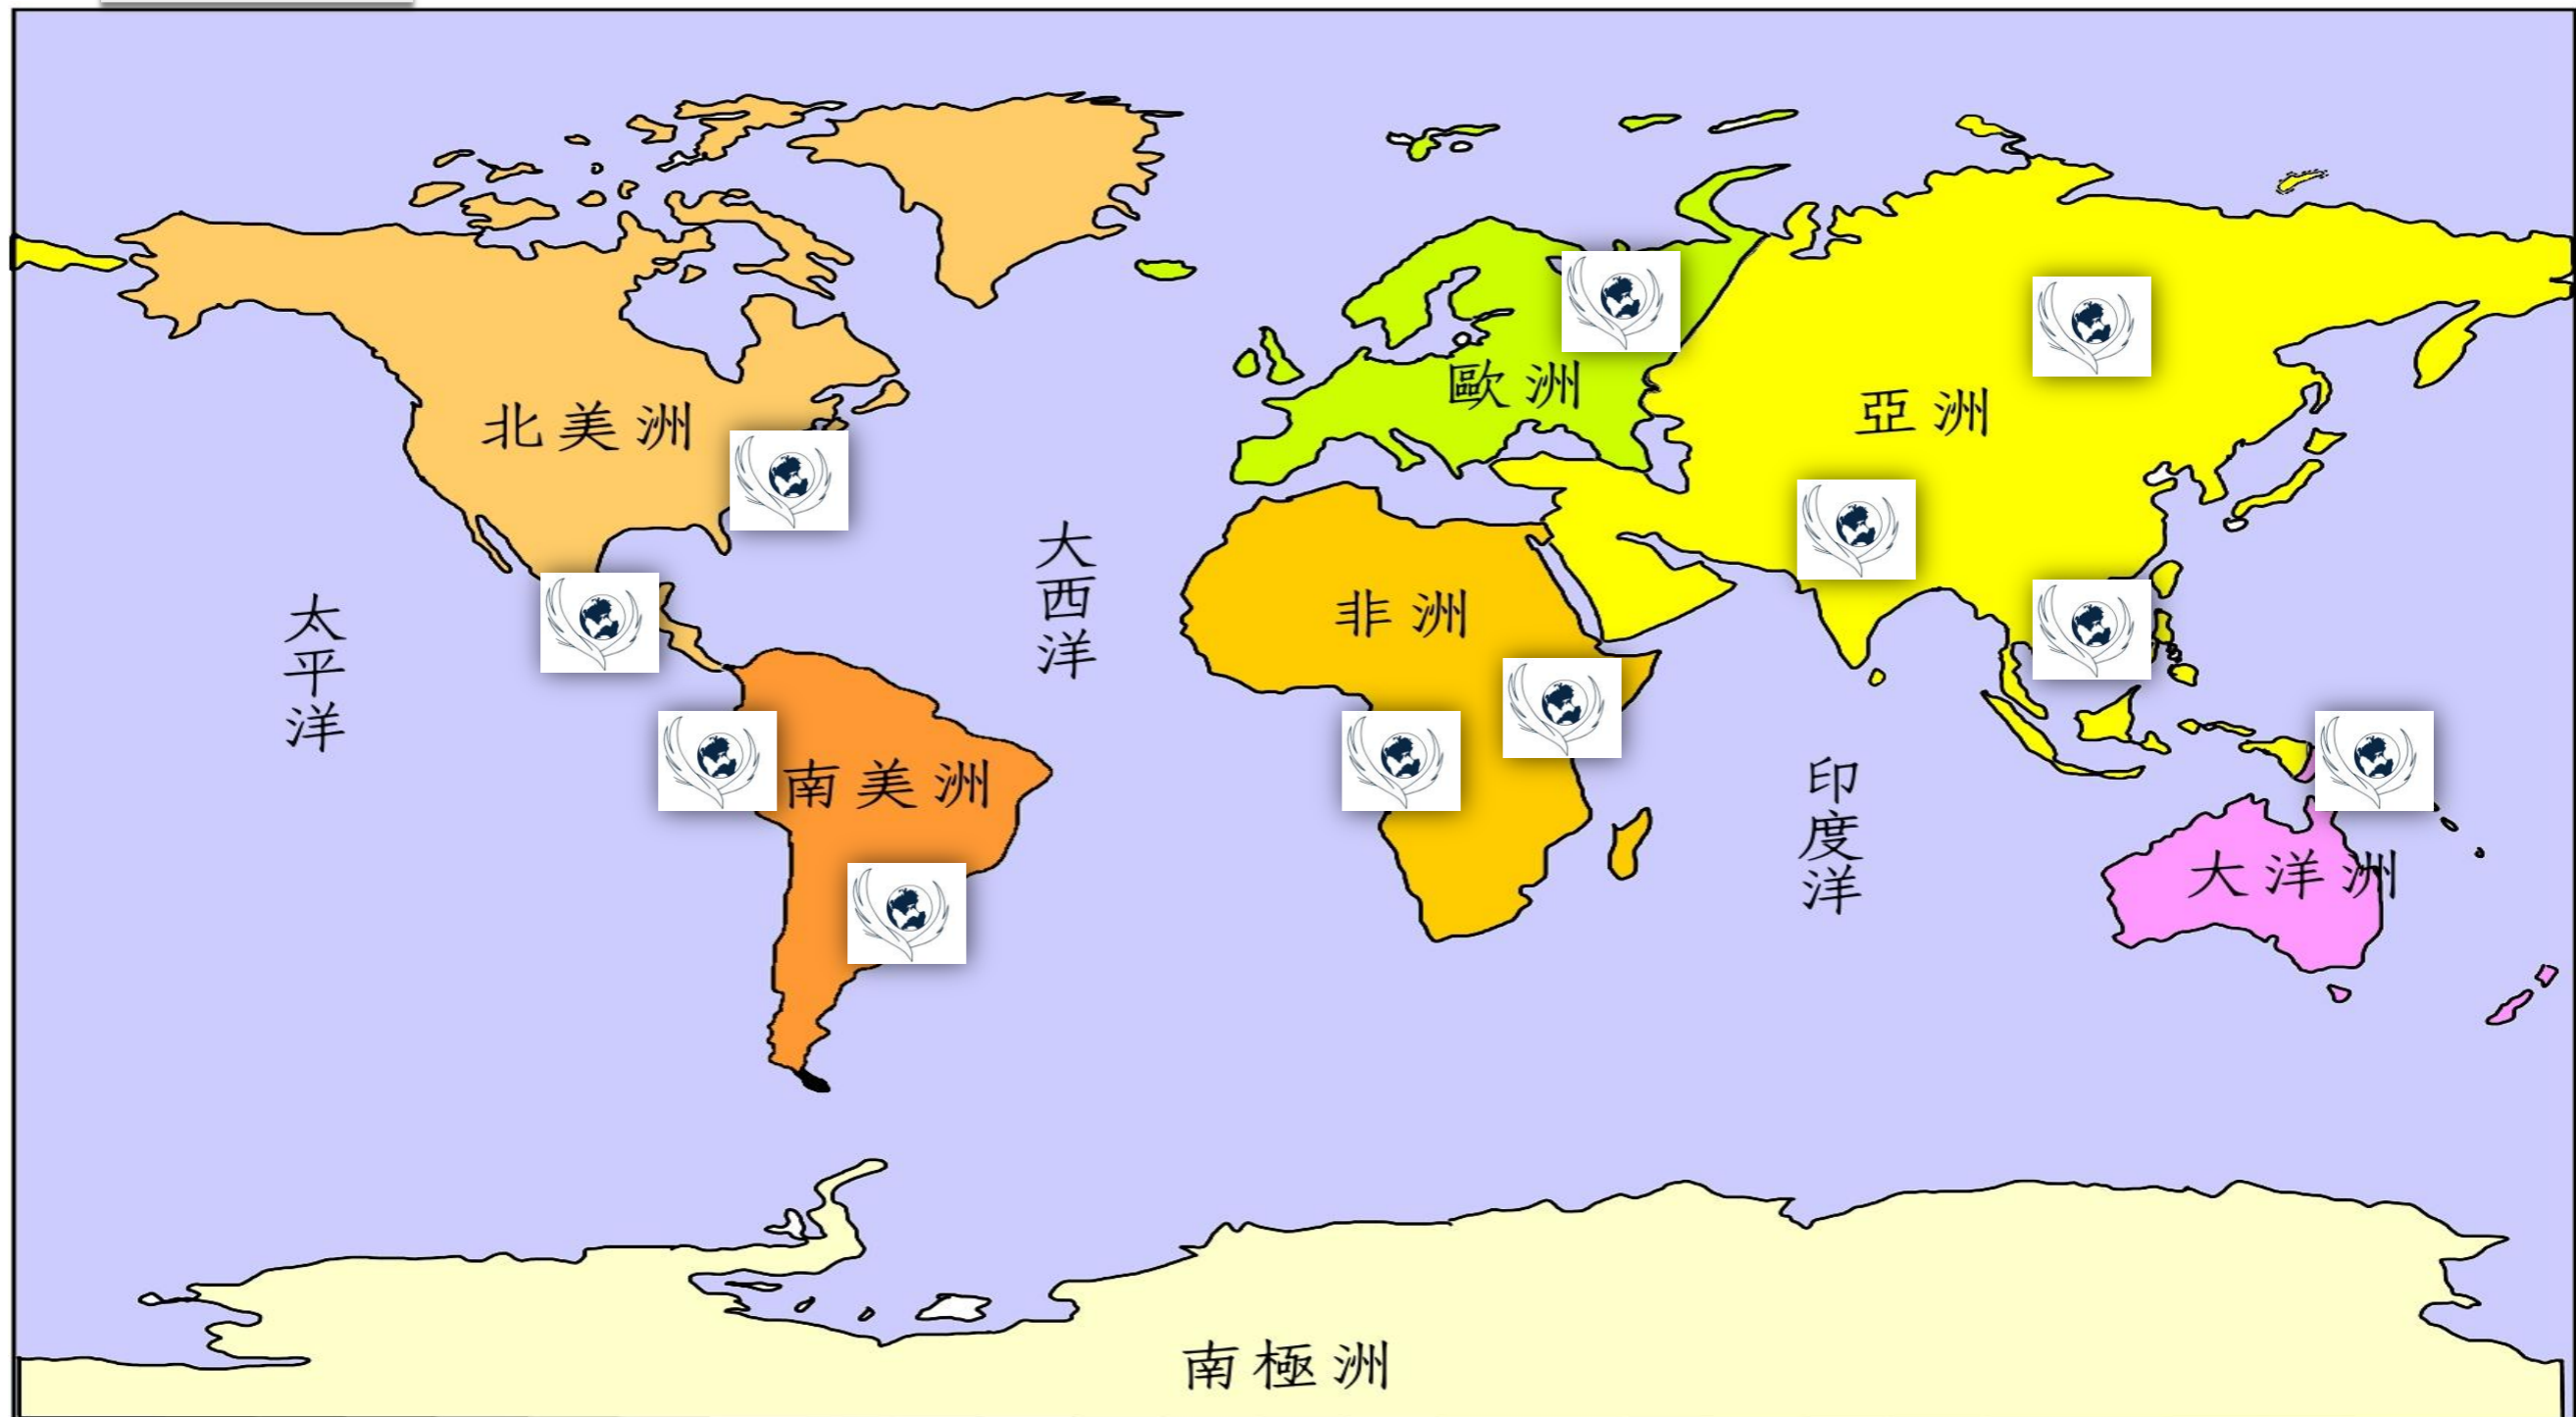 北美洲
歐洲
亞洲
大西洋
太平洋
非洲
南美洲
印度洋
大洋洲
南極洲